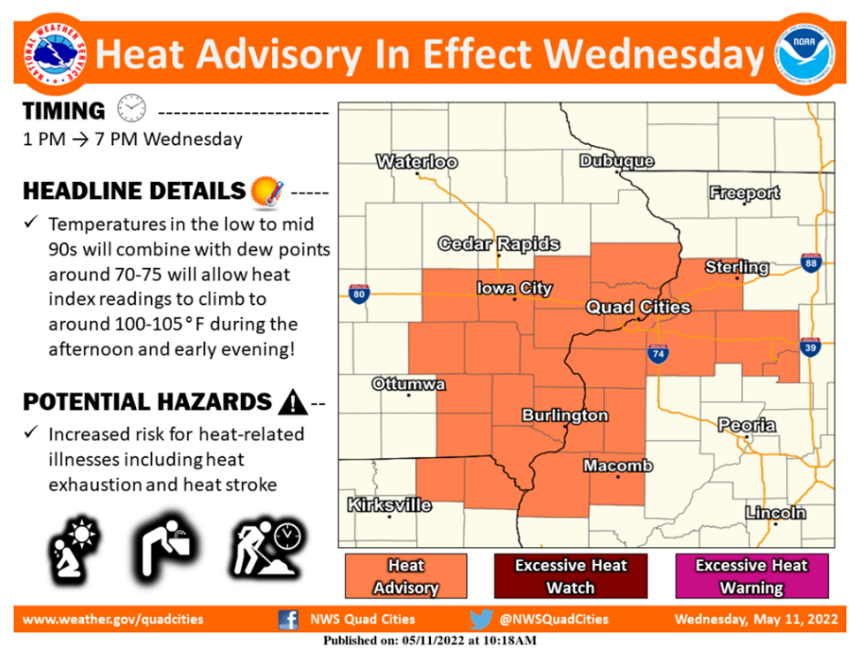 Heat Advisory In Effect Wednesday
NATIONAL WEATHER SERVICE
NOAA
TIMING
1 PM → 7 PM Wednesday
HEADLINE DETAILS
✓ Temperatures in the low to mid
90s will combine with dew points
around 70-75 will allow heat
index readings to climb to
around 100-105°F during the
afternoon and early evening!
POTENTIAL HAZARDS
✓ Increased risk for heat-related
illnesses including heat
exhaustion and heat stroke
Waterloo
Dubuque
Freeport
Cedar Rapids
Sterling
88
80
Iowa City
Quad Cities
74
39
Ottumwa
Burlington
Peoria
Macomb
Kirksville
Lincoln
Heat
Advisory
Excessive Heat
Watch
Excessive Heat
Warning
www.weather.gov/quadcities
NWS Quad Cities
@NWSQuadCities
Wednesday, May 11, 2022
Published on: 05/11/2022 at 10:18AM